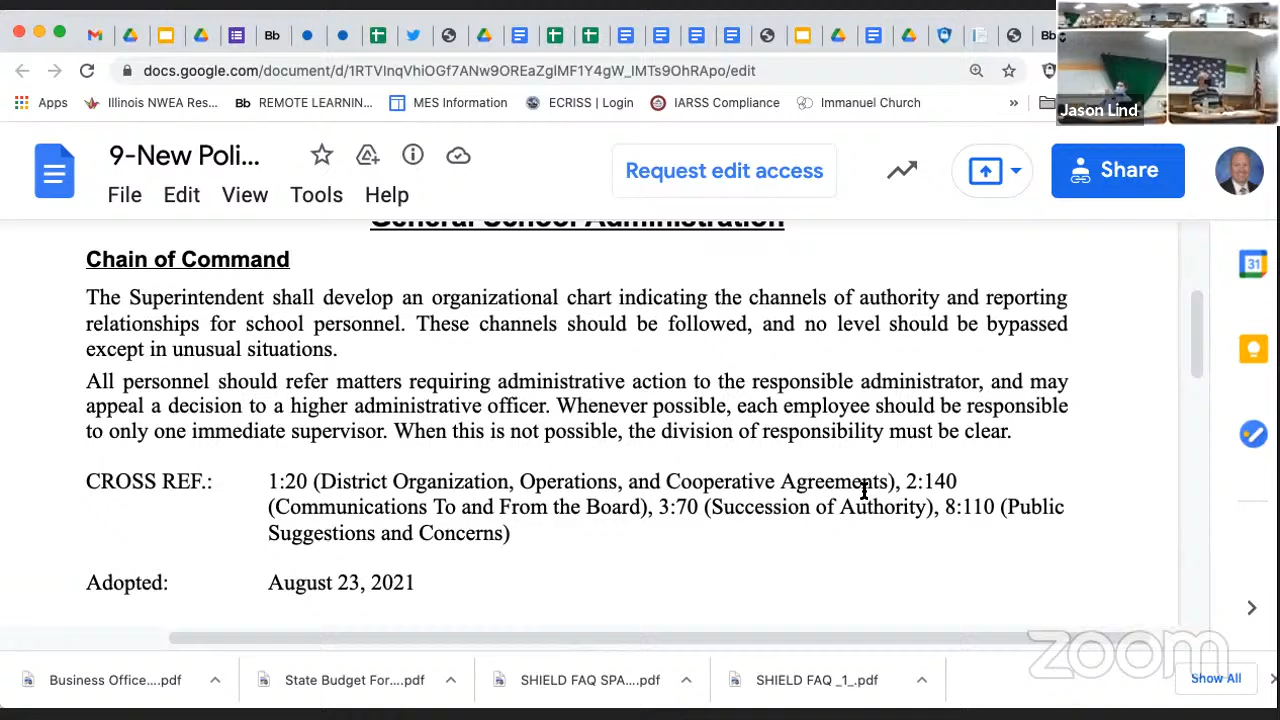 Bb
Bb
docs.google.com/document/d/1RTVlnqVhiOGf7ANw9OREaZglMF1Y4gW_lMTs9OhRApo/edit
Apps
Illinois NWEA Res...
Bb REMOTE LEARNIN...
MES Information
ECRISS | Login
IARSS Compliance
Immanuel Church
»
Jason Lind
9-New Poli...
File Edit View Tools Help
Request edit access
Share
General School Administration
Chain of Command
The Superintendent shall develop an organizational chart indicating the channels of authority and reporting
relationships for school personnel. These channels should be followed, and no level should be bypassed
except in unusual situations.
All personnel should refer matters requiring administrative action to the responsible administrator, and may
appeal a decision to a higher administrative officer. Whenever possible, each employee should be responsible
to only one immediate supervisor. When this is not possible, the division of responsibility must be clear.
CROSS REF.: 1:20 (District Organization, Operations, and Cooperative Agreements), 2:140
(Communications To and From the Board), 3:70 (Succession of Authority), 8:110 (Public
Suggestions and Concerns)
Adopted: August 23, 2021
31
zoom
Business Office....pdf
State Budget For....pdf
SHIELD FAQ SPA....pdf
SHIELD FAQ _1_.pdf
Show All